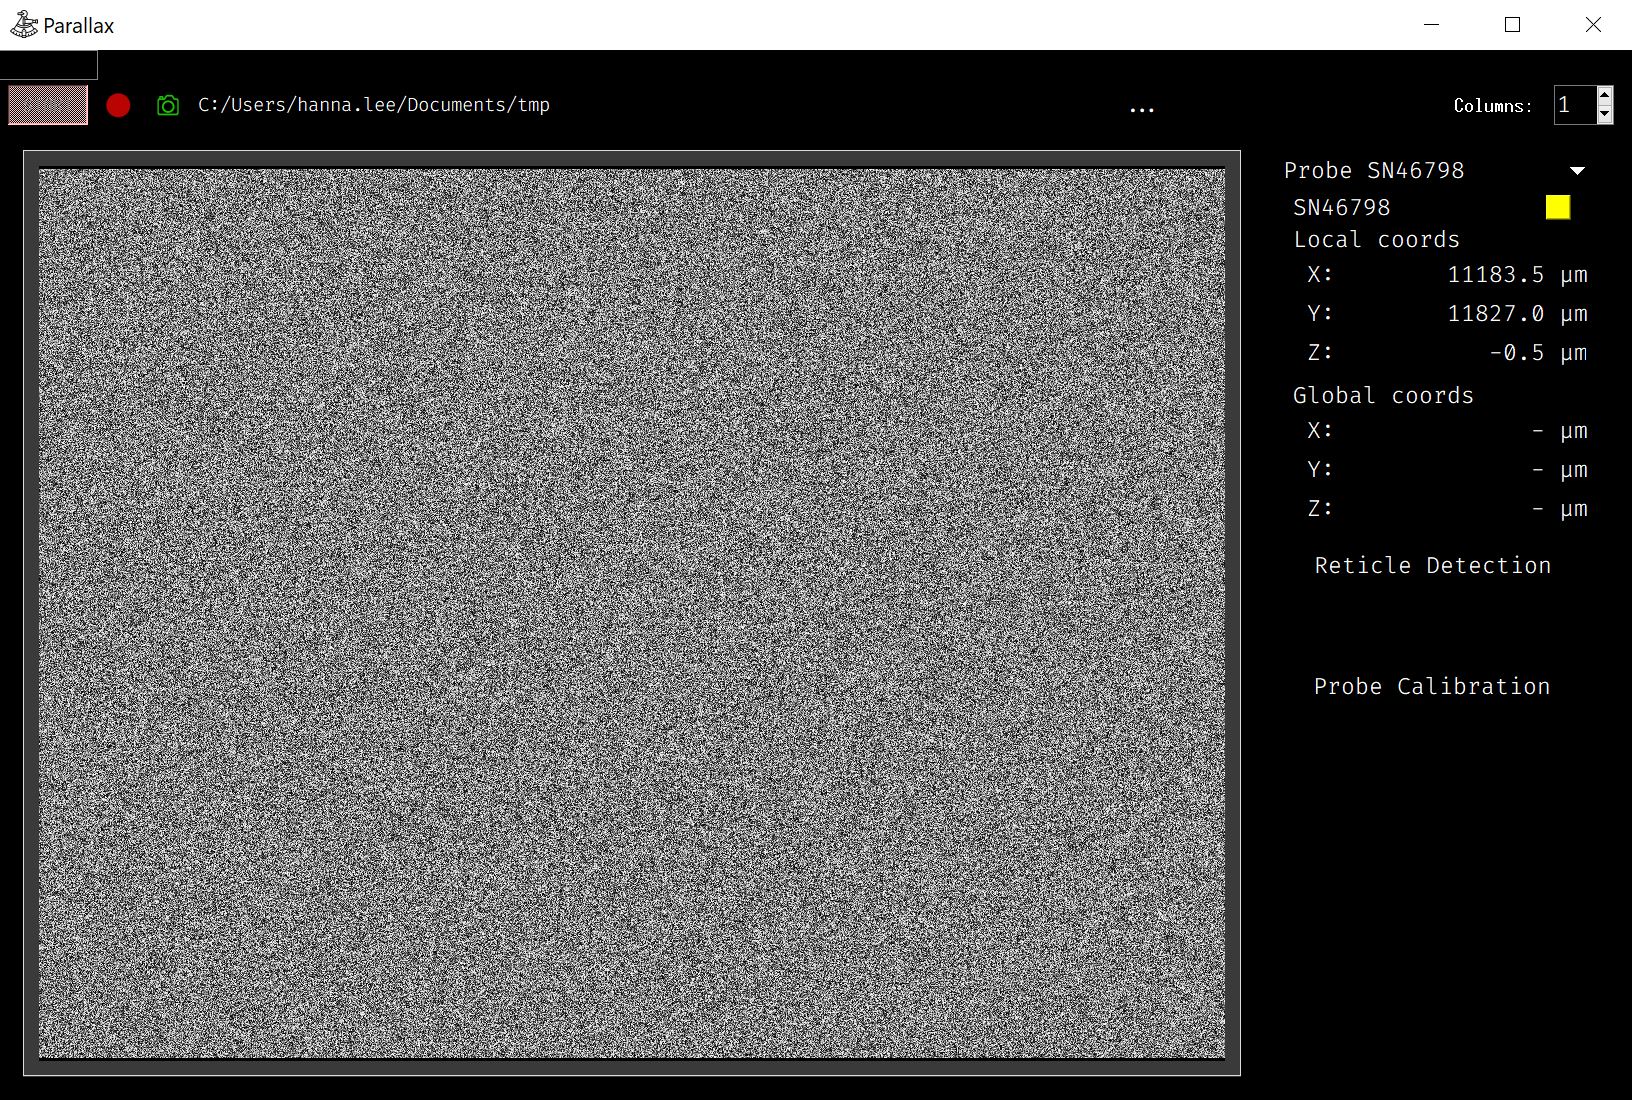 Parallax
C:/Users/hanna.lee/Documents/tmp
...
Columns: 1
Probe SN46798
SN46798
Local coords
X: 11183.5 µm
Y: 11827.0 µm
Z: -0.5 µm
Global coords
X: - µm
Y: - µm
Z: - µm
Reticle Detection
Probe Calibration